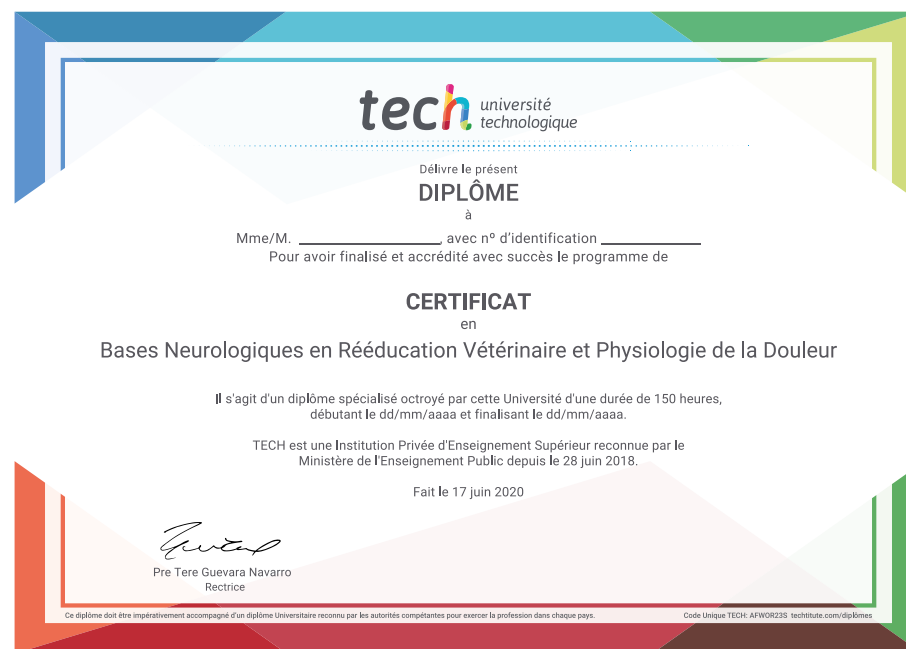 tech université
technologique
Délivre le présent
DIPLÔME
à
Mme/M. ____________________, avec nº d'identification ______________
Pour avoir finalisé et accrédité avec succès le programme de
CERTIFICAT
en
Bases Neurologiques en Rééducation Vétérinaire et Physiologie de la Douleur
Il s'agit d'un diplôme spécialisé octroyé par cette Université d'une durée de 150 heures,
débutant le dd/mm/aaaa et finalisant le dd/mm/aaaa.
TECH est une Institution Privée d'Enseignement Supérieur reconnue par le
Ministère de l'Enseignement Public depuis le 28 juin 2018.
Fait le 17 juin 2020
Pre Tere Guevara Navarro
Rectrice
Ce diplôme doit être impérativement accompagné d'un diplôme Universitaire reconnu par les autorités compétentes pour exercer la profession dans chaque pays. Code Unique TECH: AFWOR23S techtitute.com/diplômes